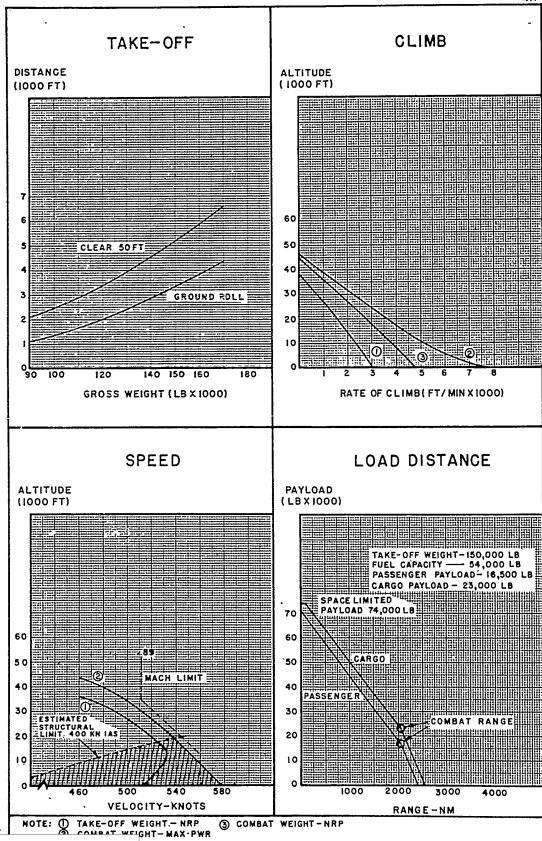 TAKE-OFF
DISTANCE
(1000 FT)
7
6
5
4
3
2
1
0
CLEAR 50FT
GROUND ROLL
90 100 120 140 150 160 180
GROSS WEIGHT (LB X 1000)
CLIMB
ALTITUDE
(1000 FT)
60
50
40
30
20
10
0
① ③ ②
1 2 3 4 5 6 7 8
RATE OF CLIMB (FT/MIN X 1000)
SPEED
ALTITUDE
(1000 FT)
60
50
40
30
20
10
0
.89
MACH LIMIT
②
①
ESTIMATED
STRUCTURAL
LIMIT. 400 KN IAS
460 500 540 580
VELOCITY-KNOTS
LOAD DISTANCE
PAYLOAD
(LB X 1000)
TAKE-OFF WEIGHT-150,000 LB
FUEL CAPACITY — 54,000 LB
PASSENGER PAYLOAD- 16,500 LB
CARGO PAYLOAD - 23,000 LB
SPACE LIMITED
PAYLOAD 74,000 LB
70
60
50
40
30
20
10
0
CARGO
PASSENGER
COMBAT RANGE
1000 2000 3000 4000
RANGE-NM
NOTE: ① TAKE-OFF WEIGHT.- NRP ③ COMBAT WEIGHT-NRP
② COMBAT WEIGHT-MAX-PWR